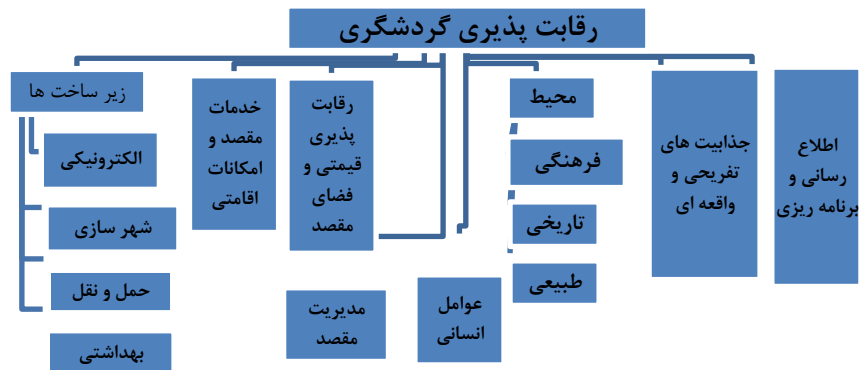 رقابت پذیری گردشگری
اطلاع
رسانی و
برنامه ریزی
جذابیت های
تفریحی و
واقعه ای
محیط
فرهنگی
تاریخی
طبیعی
عوامل
انسانی
رقابت
پذیری
قیمتی و
فضای
مقصد
مدیریت
مقصد
خدمات
مقصد و
امکانات
اقامتی
زیر ساخت ها
الکترونیکی
شهر سازی
حمل و نقل
بهداشتی